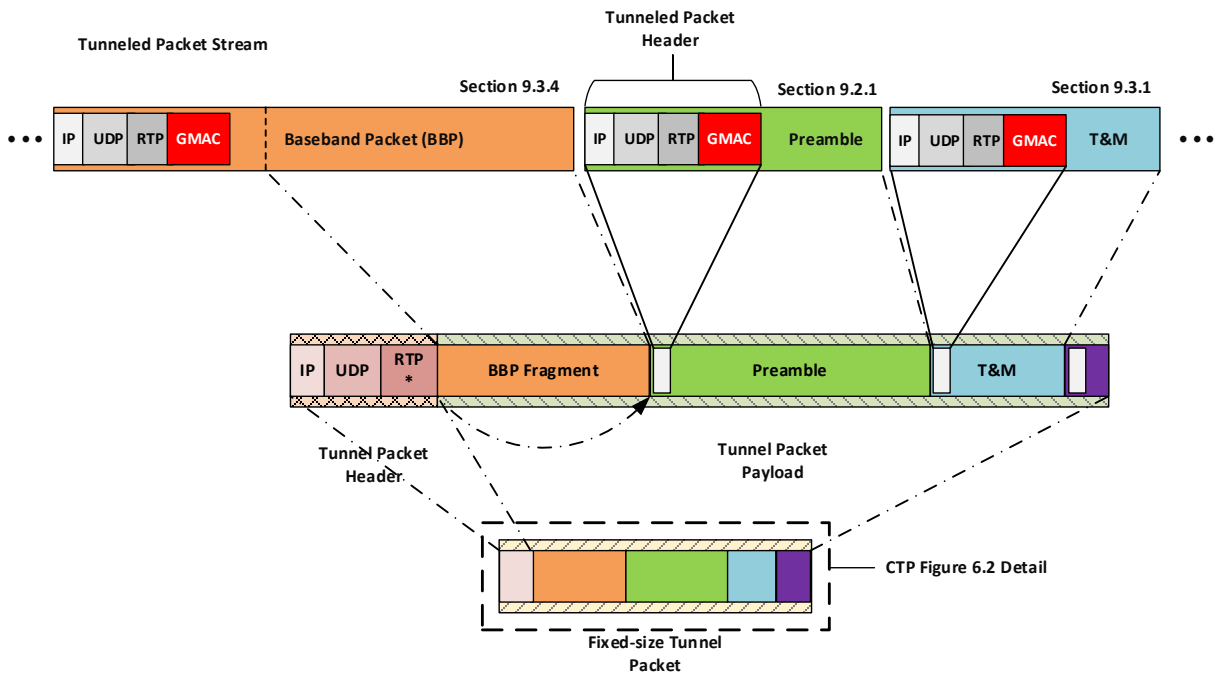 Tunneled Packet Stream
Tunneled Packet
Header
Section 9.3.4
Section 9.2.1
Section 9.3.1
••• IP UDP RTP GMAC Baseband Packet (BBP) IP UDP RTP GMAC Preamble IP UDP RTP GMAC T&M •••
IP UDP RTP
* BBP Fragment Preamble T&M
Tunnel Packet
Header
Tunnel Packet
Payload
CTP Figure 6.2 Detail
Fixed-size Tunnel
Packet